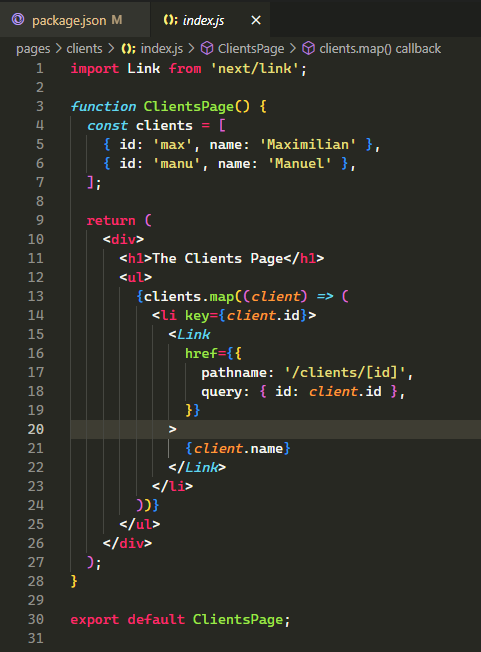 package.json M index.js
pages > clients > index.js > ClientsPage > clients.map() callback
1 import Link from 'next/link';
2
3 function ClientsPage() {
4   const clients = [
5     { id: 'max', name: 'Maximilian' },
6     { id: 'manu', name: 'Manuel' },
7   ];
8
9   return (
10     <div>
11       <h1>The Clients Page</h1>
12       <ul>
13         {clients.map((client) => (
14           <li key={client.id}>
15             <Link
16               href={{
17                 pathname: '/clients/[id]',
18                 query: { id: client.id },
19               }}
20             >
21               {client.name}
22             </Link>
23           </li>
24         ))}
25       </ul>
26     </div>
27   );
28 }
29
30 export default ClientsPage;
31